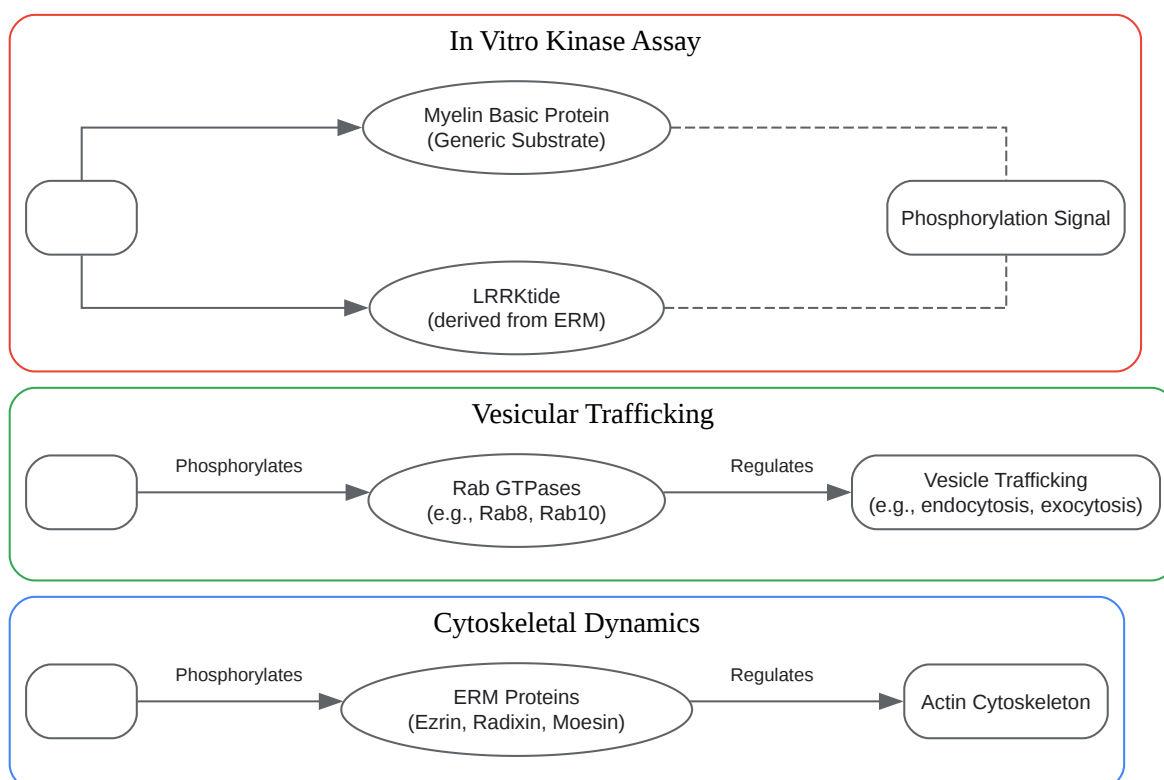 In Vitro Kinase Assay
Myelin Basic Protein
(Generic Substrate)
Phosphorylation Signal
LRRKtide
(derived from ERM)
Vesicular Trafficking
Phosphorylates
Rab GTPases
(e.g., Rab8, Rab10)
Regulates
Vesicle Trafficking
(e.g., endocytosis, exocytosis)
Cytoskeletal Dynamics
Phosphorylates
ERM Proteins
(Ezrin, Radixin, Moesin)
Regulates
Actin Cytoskeleton